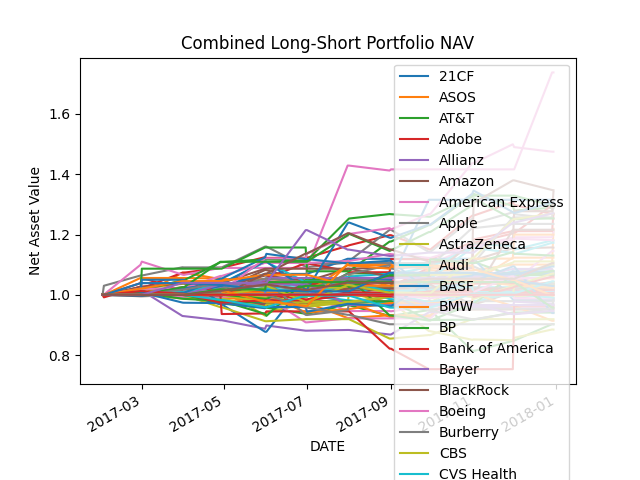 Combined Long-Short Portfolio NAV
Net Asset Value
1.6
1.4
1.2
1.0
0.8
2017-03
2017-05
2017-07
2017-09
2017-11
2018-01
DATE
21CF
ASOS
AT&T
Adobe
Allianz
Amazon
American Express
Apple
AstraZeneca
Audi
BASF
BMW
BP
Bank of America
Bayer
BlackRock
Boeing
Burberry
CBS
CVS Health